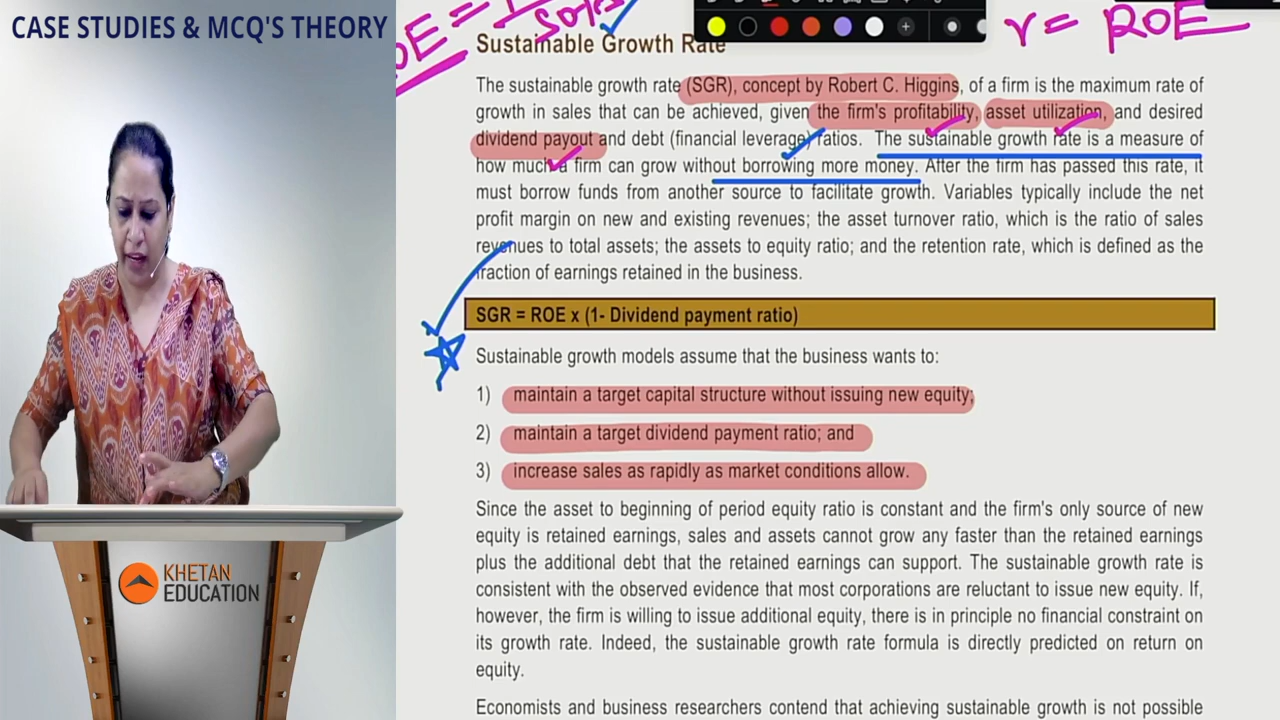 CASE STUDIES & MCQ'S THEORY
r = ROE
Sustainable Growth Rate
The sustainable growth rate (SGR), concept by Robert C. Higgins, of a firm is the maximum rate of
growth in sales that can be achieved, given the firm's profitability, asset utilization, and desired
dividend payout and debt (financial leverage) ratios. The sustainable growth rate is a measure of
how much a firm can grow without borrowing more money. After the firm has passed this rate, it
must borrow funds from another source to facilitate growth. Variables typically include the net
profit margin on new and existing revenues; the asset turnover ratio, which is the ratio of sales
revenues to total assets; the assets to equity ratio; and the retention rate, which is defined as the
fraction of earnings retained in the business.
SGR = ROE x (1- Dividend payment ratio)
Sustainable growth models assume that the business wants to:
1) maintain a target capital structure without issuing new equity;
2) maintain a target dividend payment ratio; and
3) increase sales as rapidly as market conditions allow.
Since the asset to beginning of period equity ratio is constant and the firm's only source of new
equity is retained earnings, sales and assets cannot grow any faster than the retained earnings
plus the additional debt that the retained earnings can support. The sustainable growth rate is
consistent with the observed evidence that most corporations are reluctant to issue new equity. If,
however, the firm is willing to issue additional equity, there is in principle no financial constraint on
its growth rate. Indeed, the sustainable growth rate formula is directly predicted on return on
equity.
Economists and business researchers contend that achieving sustainable growth is not possible
KHETAN
EDUCATION